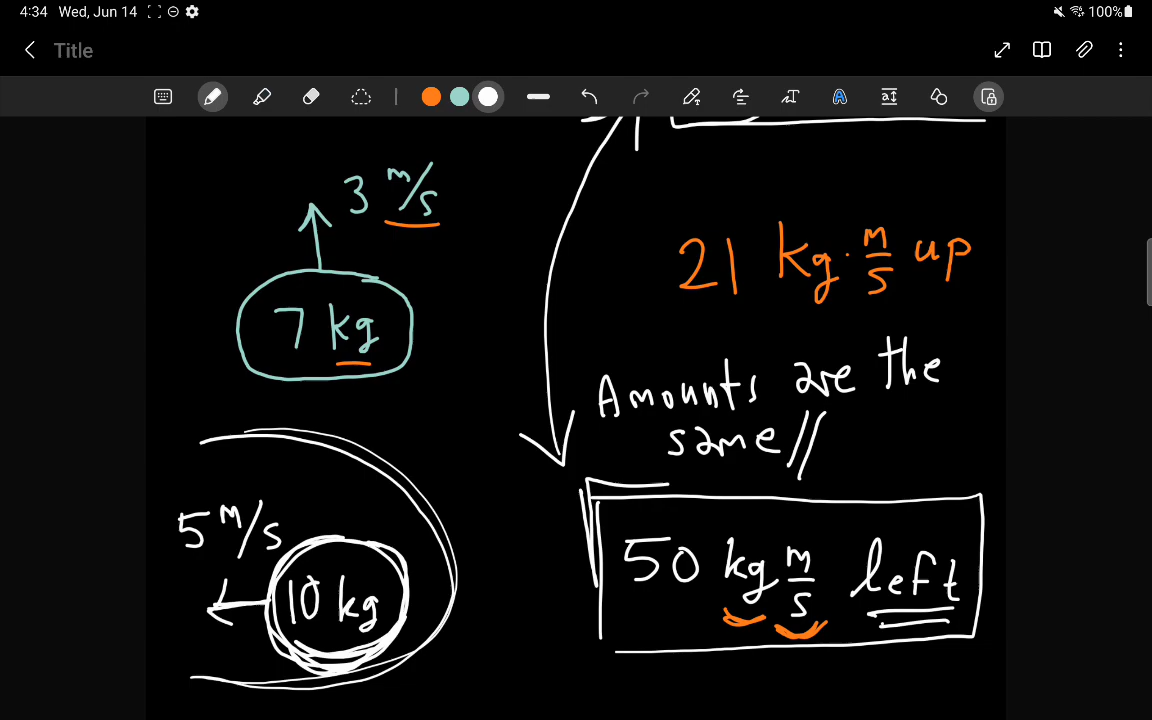 4:34 Wed, Jun 14
100%
Title
3 m/s
7 kg
21 kg · m/s up
Amounts are the
same //
5 m/s
10 kg
50 kg m/s left